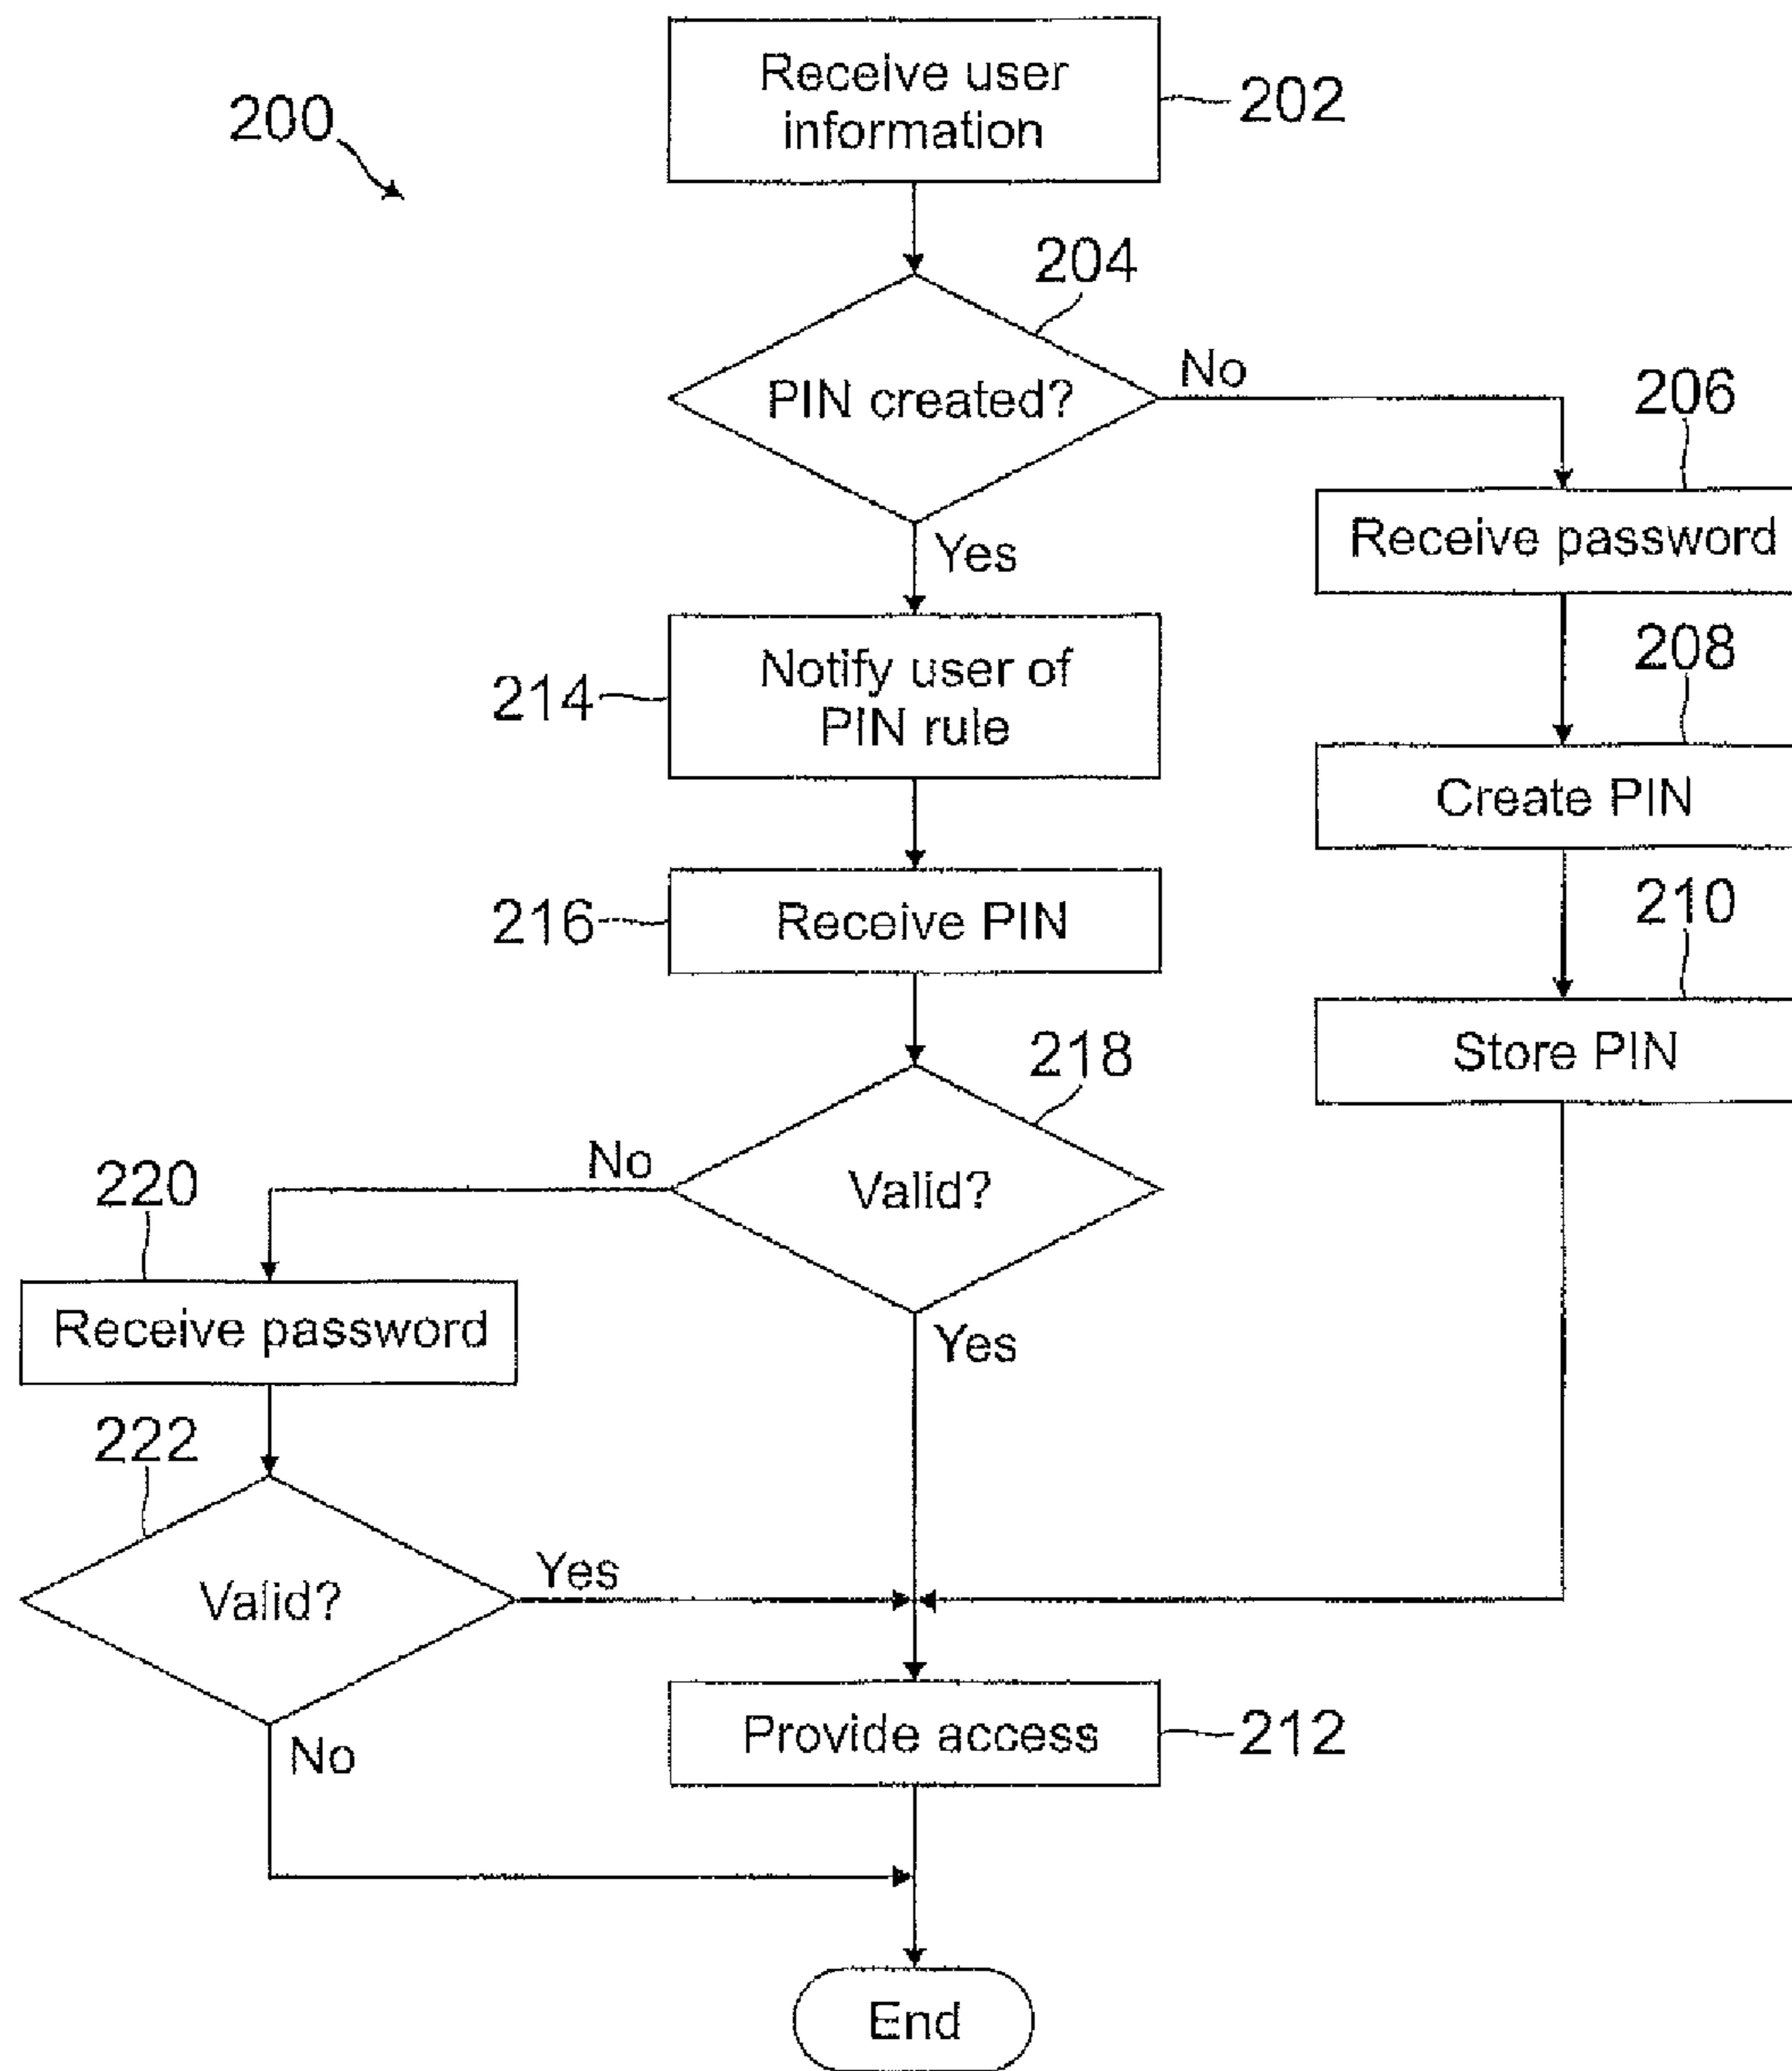 200
Receive user
information
202
204
PIN created?
No
Yes
206
Receive password
208
Create PIN
210
Store PIN
214
Notify user of
PIN rule
216
Receive PIN
218
Valid?
No
Yes
220
Receive password
222
Valid?
Yes
No
Provide access
212
End